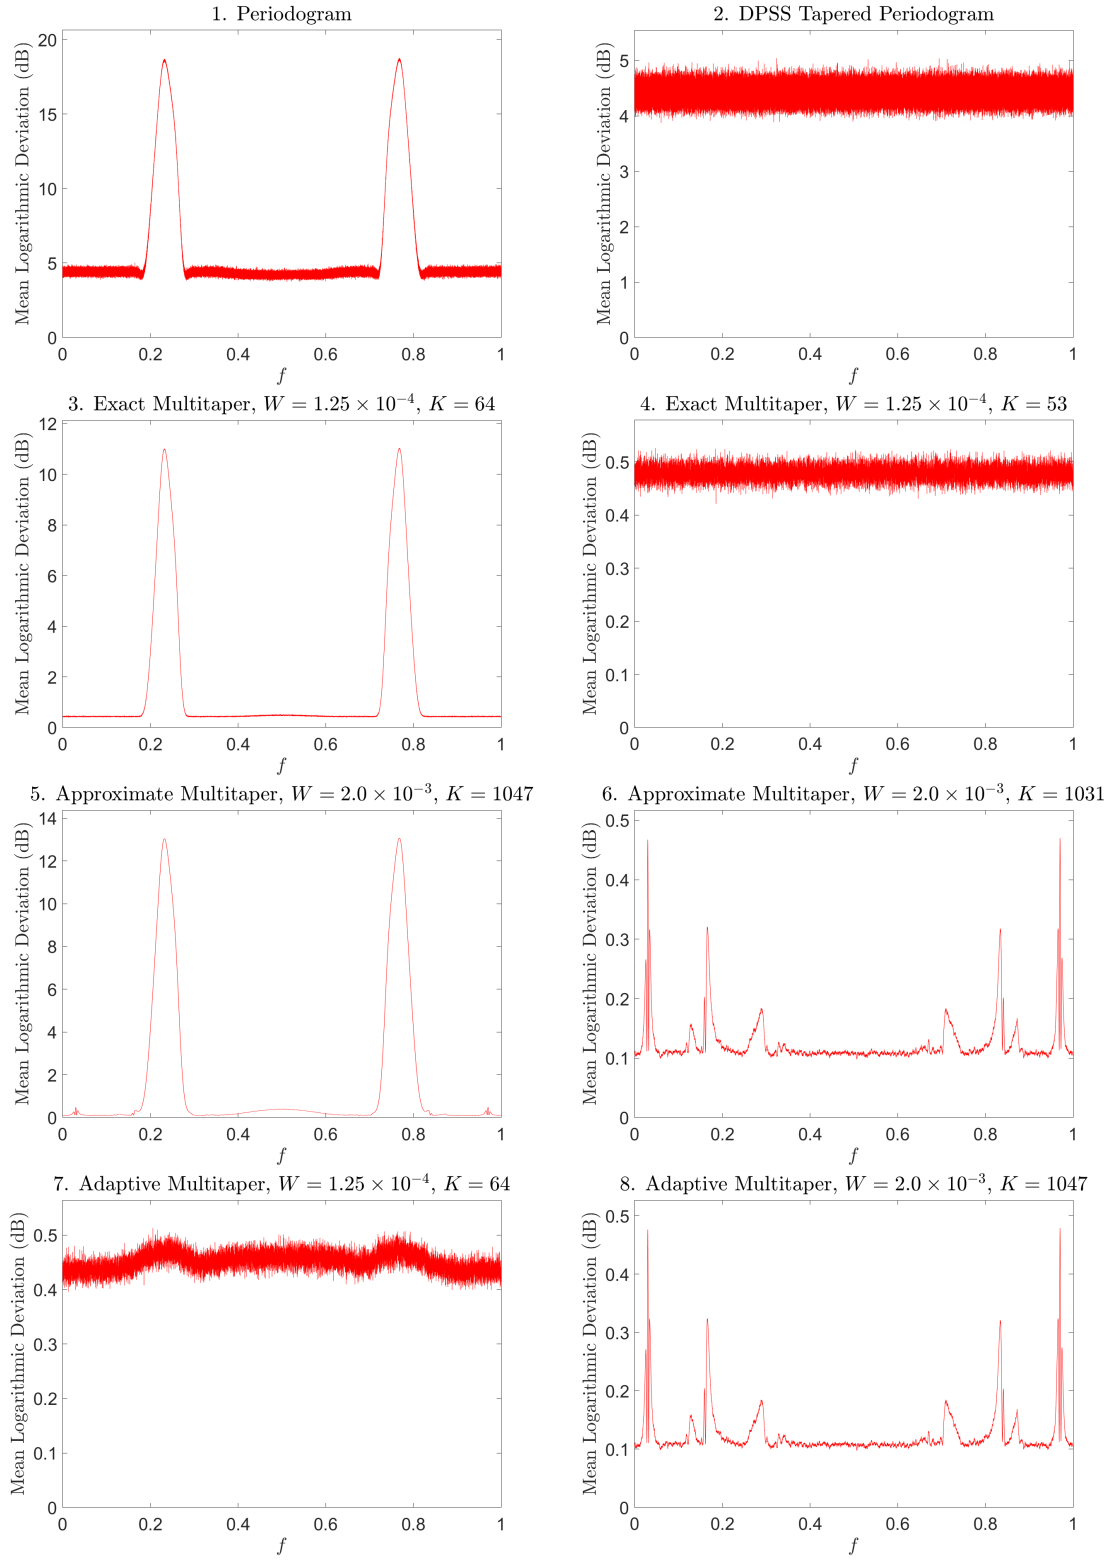 1. Periodogram
Mean Logarithmic Deviation (dB)
20
15
10
5
0
0 0.2 0.4 0.6 0.8 1
f
2. DPSS Tapered Periodogram
Mean Logarithmic Deviation (dB)
5
4
3
2
1
0
0 0.2 0.4 0.6 0.8 1
f
3. Exact Multitaper, W = 1.25 × 10⁻⁴, K = 64
Mean Logarithmic Deviation (dB)
12
10
8
6
4
2
0
0 0.2 0.4 0.6 0.8 1
f
4. Exact Multitaper, W = 1.25 × 10⁻⁴, K = 53
Mean Logarithmic Deviation (dB)
0.5
0.4
0.3
0.2
0.1
0
0 0.2 0.4 0.6 0.8 1
f
5. Approximate Multitaper, W = 2.0 × 10⁻³, K = 1047
Mean Logarithmic Deviation (dB)
14
12
10
8
6
4
2
0
0 0.2 0.4 0.6 0.8 1
f
6. Approximate Multitaper, W = 2.0 × 10⁻³, K = 1031
Mean Logarithmic Deviation (dB)
0.5
0.4
0.3
0.2
0.1
0
0 0.2 0.4 0.6 0.8 1
f
7. Adaptive Multitaper, W = 1.25 × 10⁻⁴, K = 64
Mean Logarithmic Deviation (dB)
0.5
0.4
0.3
0.2
0.1
0
0 0.2 0.4 0.6 0.8 1
f
8. Adaptive Multitaper, W = 2.0 × 10⁻³, K = 1047
Mean Logarithmic Deviation (dB)
0.5
0.4
0.3
0.2
0.1
0
0 0.2 0.4 0.6 0.8 1
f